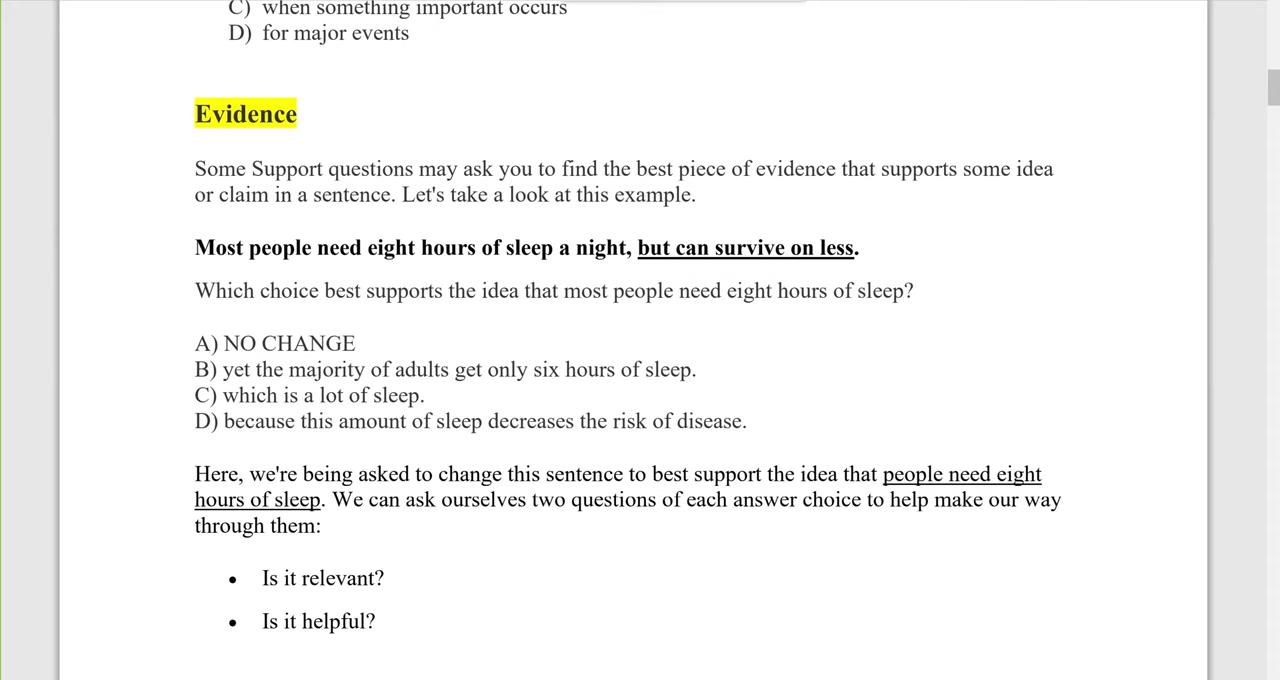 C) when something important occurs
D) for major events
Evidence
Some Support questions may ask you to find the best piece of evidence that supports some idea
or claim in a sentence. Let's take a look at this example.
Most people need eight hours of sleep a night, but can survive on less.
Which choice best supports the idea that most people need eight hours of sleep?
A) NO CHANGE
B) yet the majority of adults get only six hours of sleep.
C) which is a lot of sleep.
D) because this amount of sleep decreases the risk of disease.
Here, we're being asked to change this sentence to best support the idea that people need eight
hours of sleep. We can ask ourselves two questions of each answer choice to help make our way
through them:
• Is it relevant?
• Is it helpful?